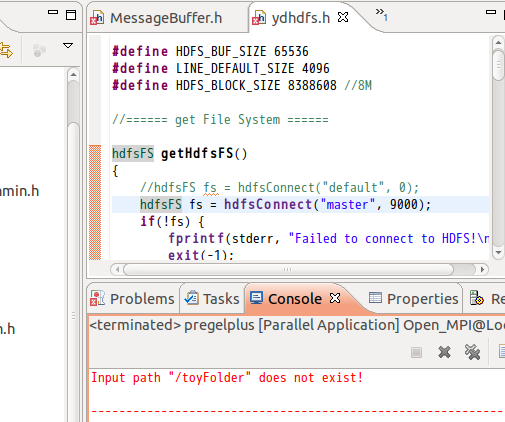 MessageBuffer.h
ydhdfs.h
»1
#define HDFS_BUF_SIZE 65536
#define LINE_DEFAULT_SIZE 4096
#define HDFS_BLOCK_SIZE 8388608 //8M
//====== get File System ======
hdfsFS getHdfsFS()
{
//hdfsFS fs = hdfsConnect("default", 0);
hdfsFS fs = hdfsConnect("master", 9000);
if(!fs) {
fprintf(stderr, "Failed to connect to HDFS!\n
exit(-1);
min.h
n.h
Problems
Tasks
Console
Properties
Re
<terminated> pregelplus [Parallel Application] Open_MPI@Loc
Input path "/toyFolder" does not exist!
------------------------------------------------------------